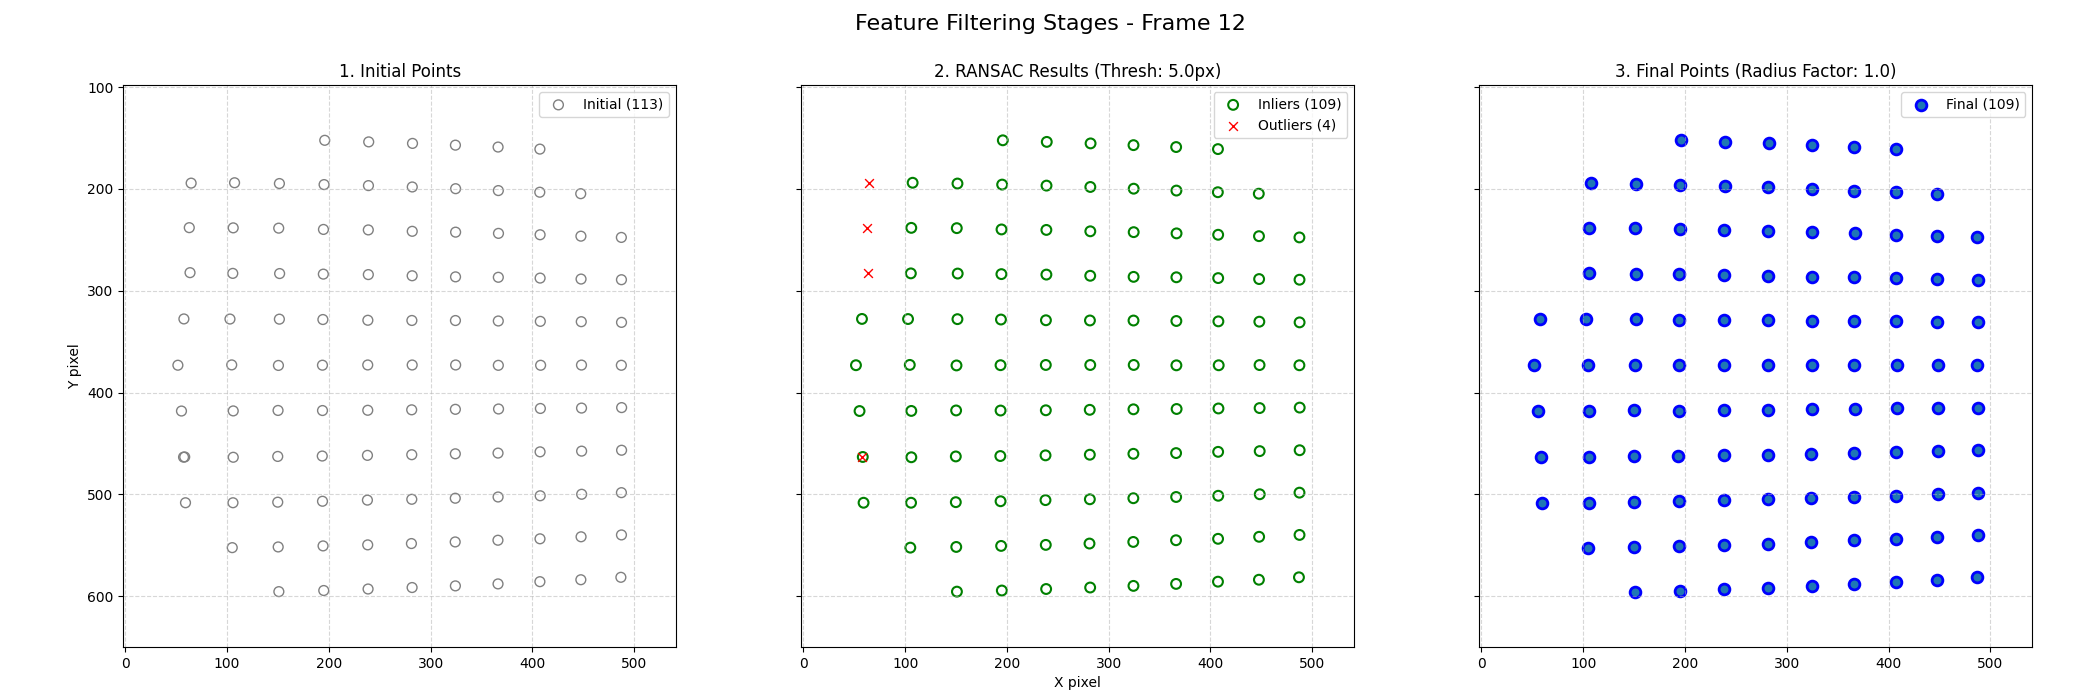 Feature Filtering Stages - Frame 12
1. Initial Points
Initial (113)
Y pixel
100
200
300
400
500
600
0 100 200 300 400 500
2. RANSAC Results (Thresh: 5.0px)
Inliers (109)
Outliers (4)
0 100 200 300 400 500
X pixel
3. Final Points (Radius Factor: 1.0)
Final (109)
0 100 200 300 400 500